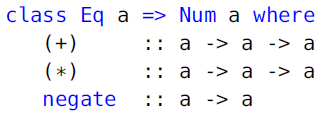 class Eq a => Num a where
(+) :: a -> a -> a
(*) :: a -> a -> a
negate :: a -> a